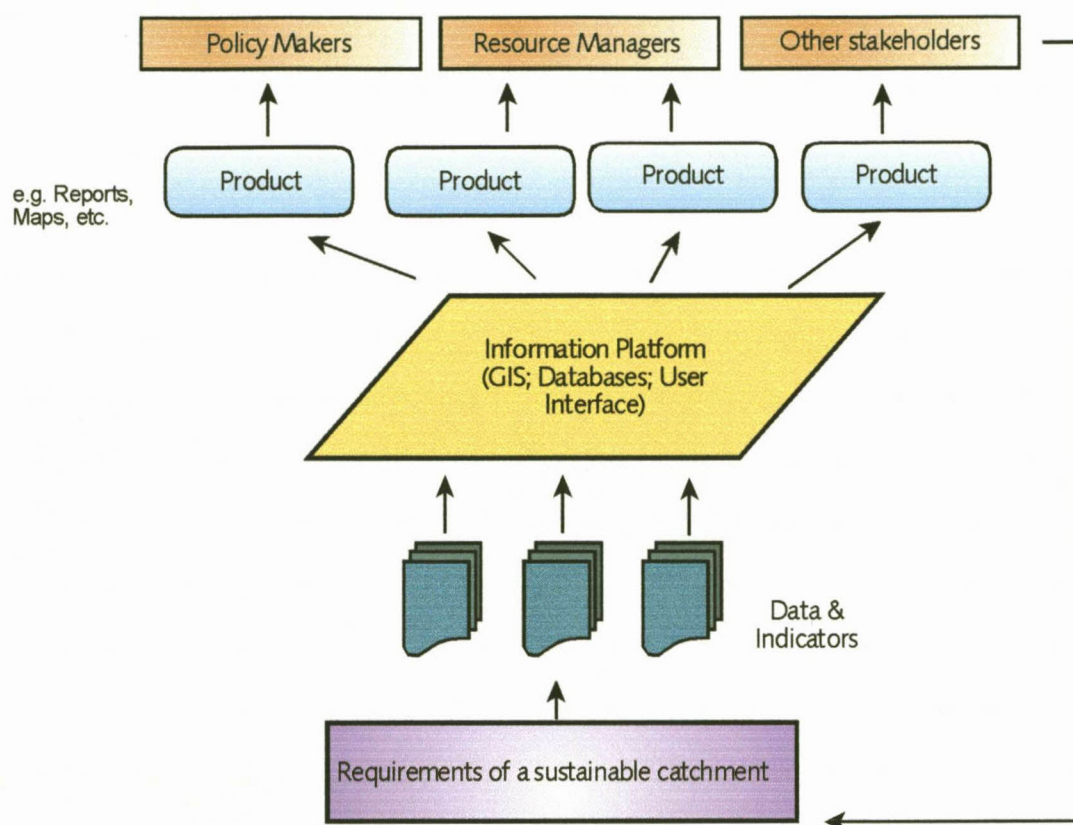 Policy Makers
Resource Managers
Other stakeholders
Product
Product
Product
Product
e.g. Reports,
Maps, etc.
Information Platform
(GIS; Databases; User
Interface)
Data &
Indicators
Requirements of a sustainable catchment